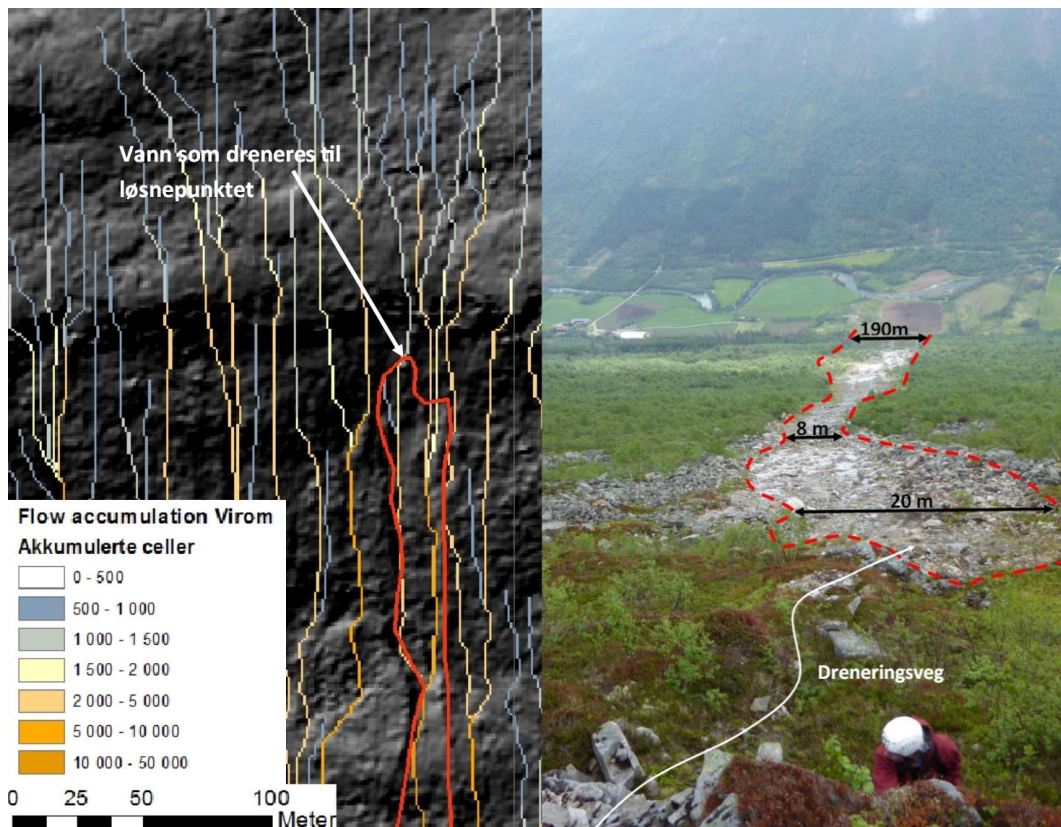 Vann som dreneres til
løsnepunktet
Flow accumulation Virom
Akkumulerte celler
0 - 500
500 - 1 000
1 000 - 1 500
1 500 - 2 000
2 000 - 5 000
5 000 - 10 000
10 000 - 50 000
0 25 50 100
Meter
190m
8 m
20 m
Dreneringsveg